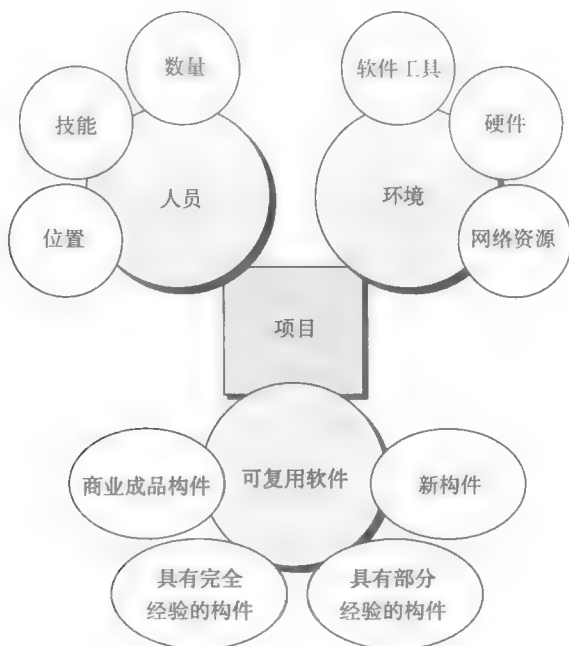 数量
软件工具
技能
硬件
人员
环境
位置
网络资源
项目
商业成品构件
可复用软件
新构件
具有完全
经验的构件
具有部分
经验的构件